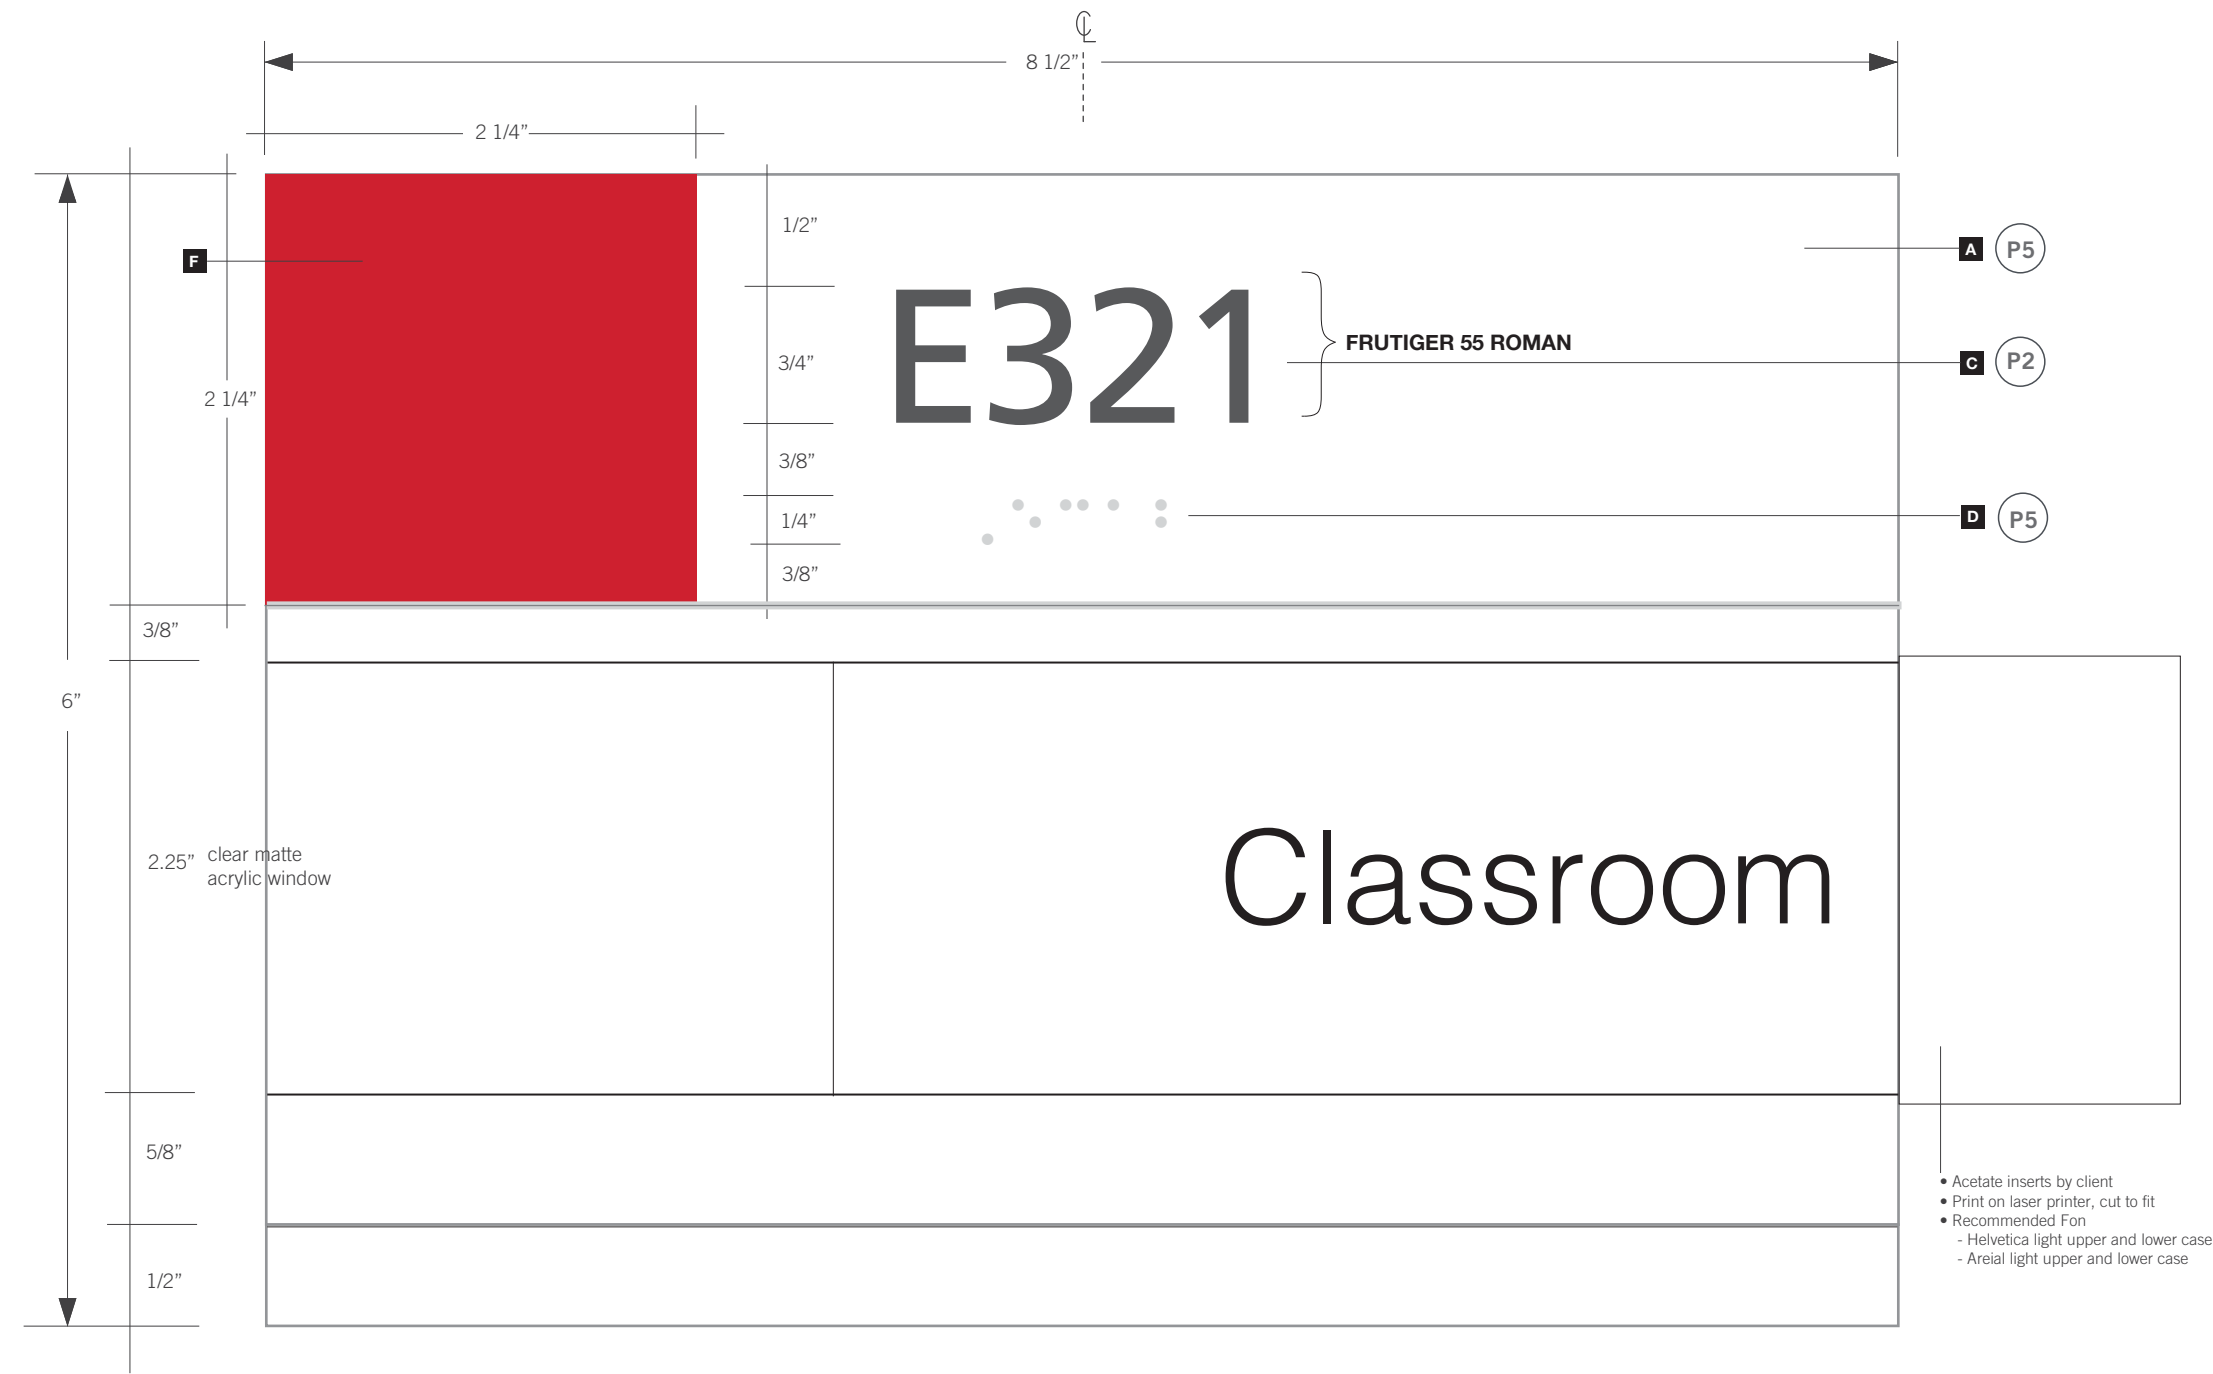 ℄
8 1/2”
2 1/4”
1/2”
F
A P5
E321
FRUTIGER 55 ROMAN
3/4”
C P2
2 1/4”
3/8”
1/4”
D P5
3/8”
3/8”
6”
2.25”
clear matte
acrylic window
Classroom
5/8”
1/2”
• Acetate inserts by client
• Print on laser printer, cut to fit
• Recommended Fon
- Helvetica light upper and lower case
- Areial light upper and lower case